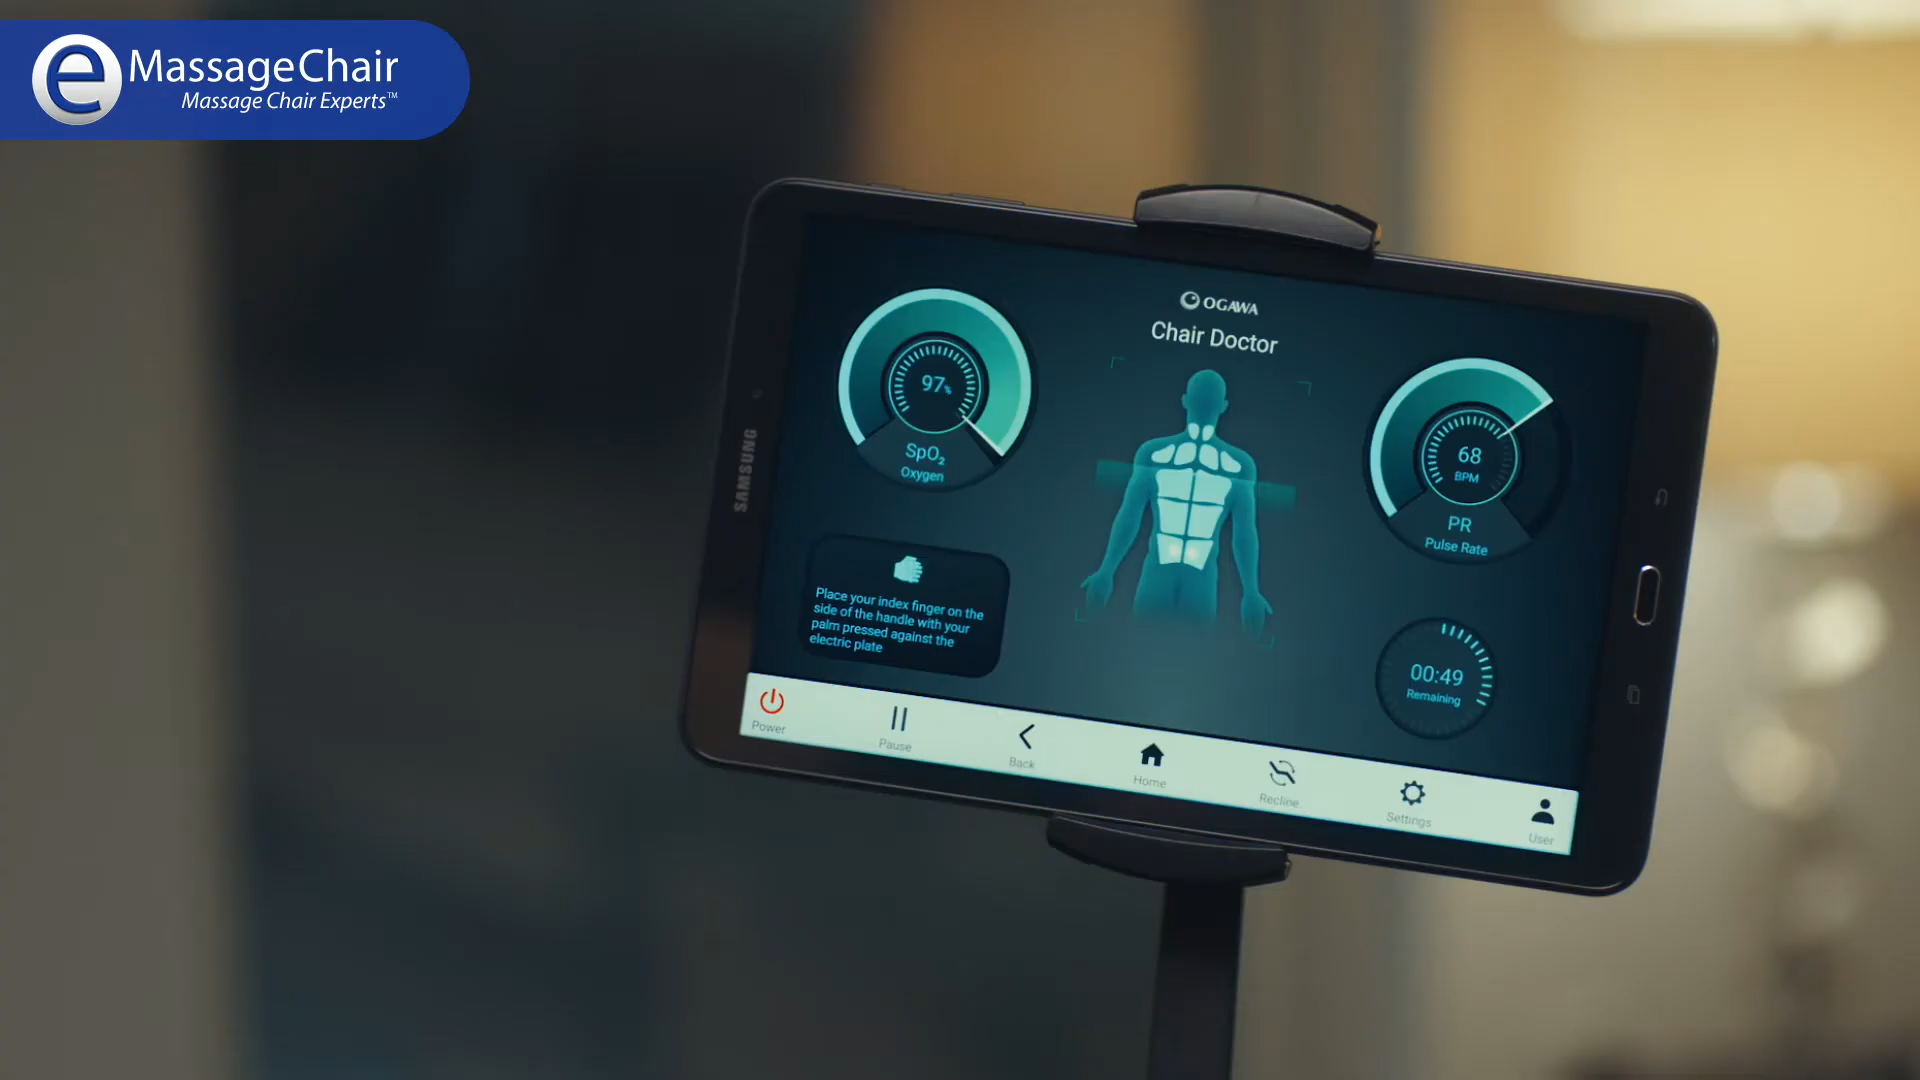 e MassageChair
Massage Chair Experts™
SAMSUNG
OGAWA
Chair Doctor
97%
SpO₂
Oxygen
68
BPM
PR
Pulse Rate
Place your index finger on the
side of the handle with your
palm pressed against the
electric plate
00:49
Remaining
Power
Pause
Back
Home
Recline
Settings
User